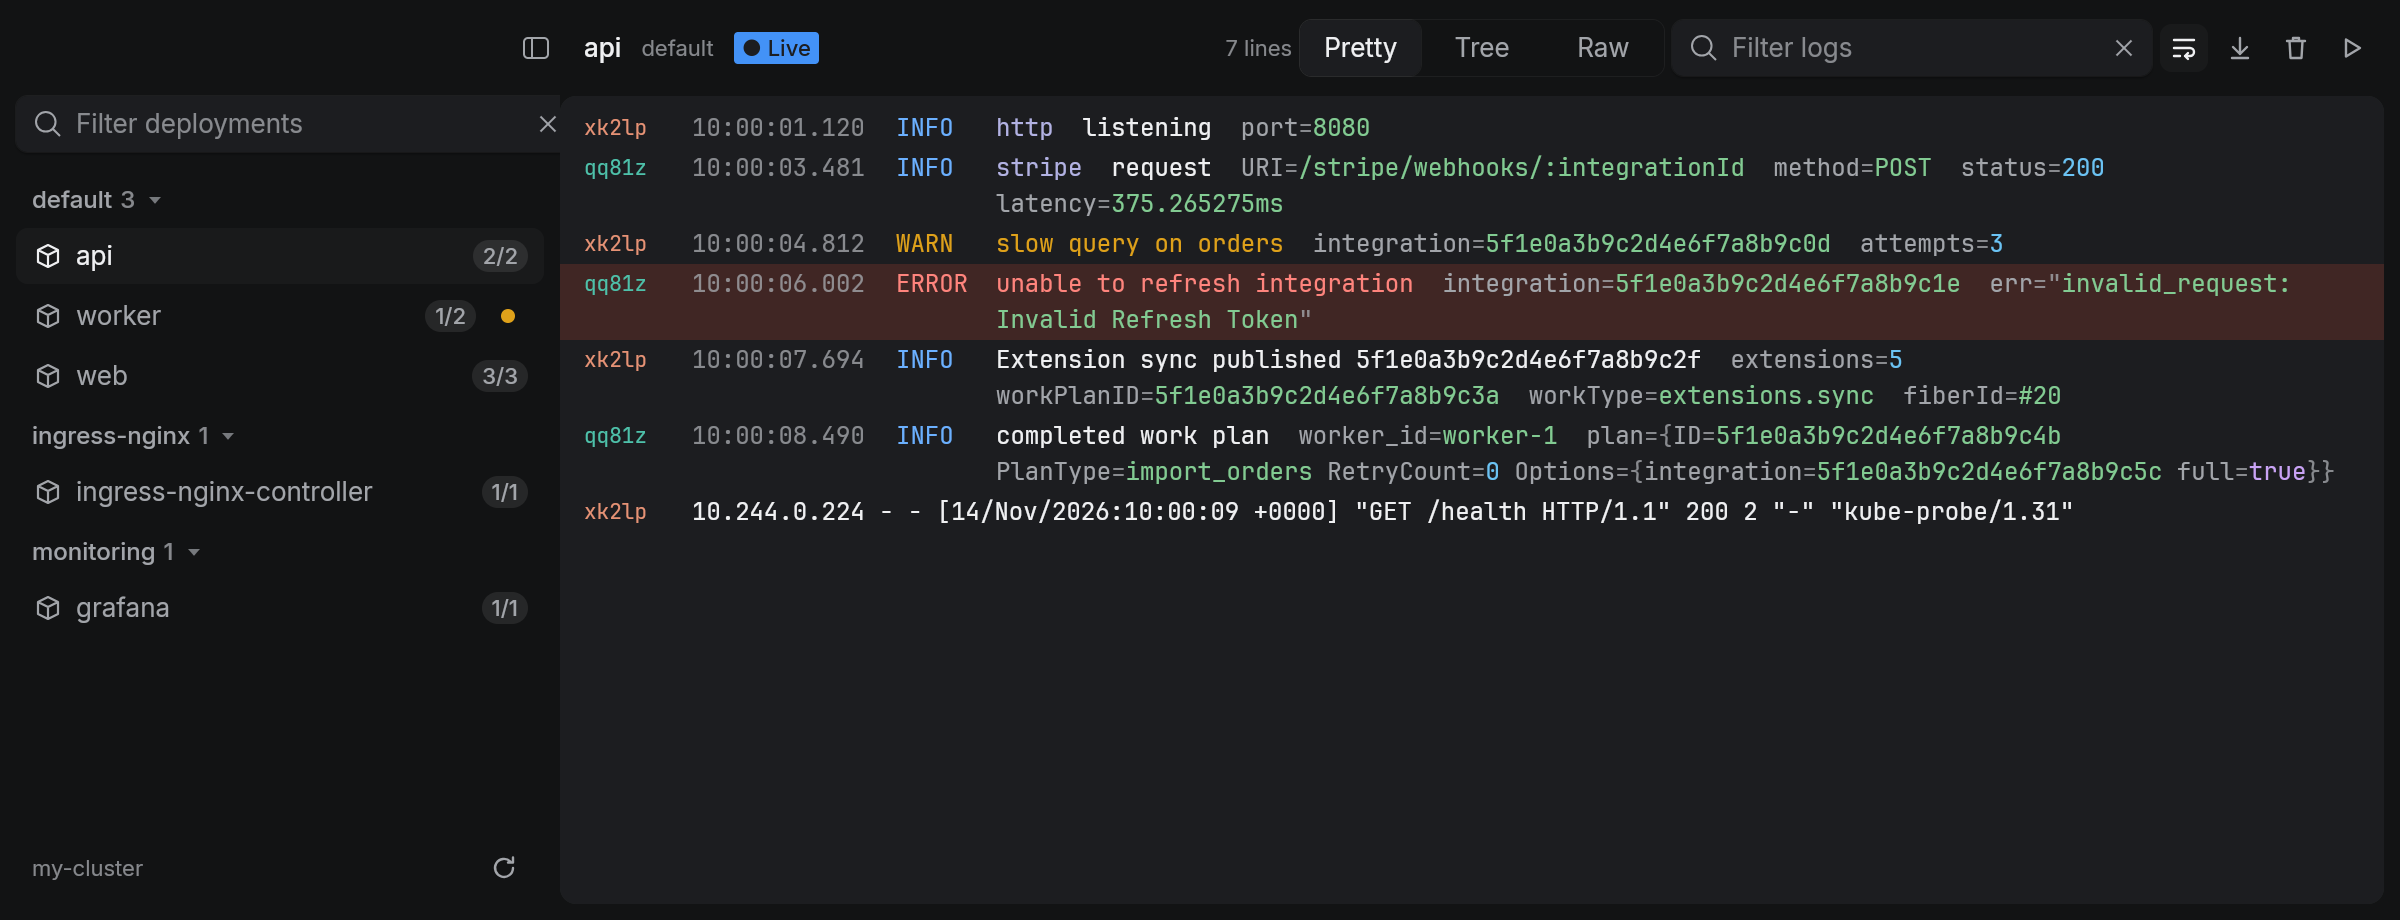 api default Live 7 lines Pretty Tree Raw Filter logs
Filter deployments
default 3
api 2/2
worker 1/2
web 3/3
ingress-nginx 1
ingress-nginx-controller 1/1
monitoring 1
grafana 1/1
my-cluster
xk2lp 10:00:01.120 INFO http listening port=8080
qq81z 10:00:03.481 INFO stripe request URI=/stripe/webhooks/:integrationId method=POST status=200
latency=375.265275ms
xk2lp 10:00:04.812 WARN slow query on orders integration=5f1e0a3b9c2d4e6f7a8b9c0d attempts=3
qq81z 10:00:06.002 ERROR unable to refresh integration integration=5f1e0a3b9c2d4e6f7a8b9c1e err="invalid_request:
Invalid Refresh Token"
xk2lp 10:00:07.694 INFO Extension sync published 5f1e0a3b9c2d4e6f7a8b9c2f extensions=5
workPlanID=5f1e0a3b9c2d4e6f7a8b9c3a workType=extensions.sync fiberId=#20
qq81z 10:00:08.490 INFO completed work plan worker_id=worker-1 plan={ID=5f1e0a3b9c2d4e6f7a8b9c4b
PlanType=import_orders RetryCount=0 Options={integration=5f1e0a3b9c2d4e6f7a8b9c5c full=true}}
xk2lp 10.244.0.224 - - [14/Nov/2026:10:00:09 +0000] "GET /health HTTP/1.1" 200 2 "-" "kube-probe/1.31"